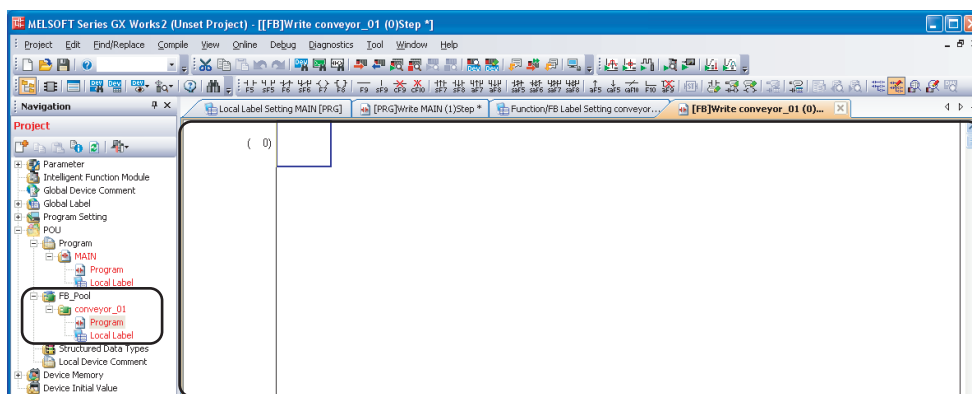 MELSOFT Series GX Works2 (Unset Project) - [[FB]Write conveyor_01 (0)Step *]
Project Edit Find/Replace Compile View Online Debug Diagnostics Tool Window Help
Navigation
Local Label Setting MAIN [PRG] [PRG]Write MAIN (1)Step * Function/FB Label Setting conveyor... [FB]Write conveyor_01 (0)...
Project
( 0)
Parameter
Intelligent Function Module
Global Device Comment
Global Label
Program Setting
POU
Program
MAIN
Program
Local Label
FB_Pool
conveyor_01
Program
Local Label
Structured Data Types
Local Device Comment
Device Memory
Device Initial Value